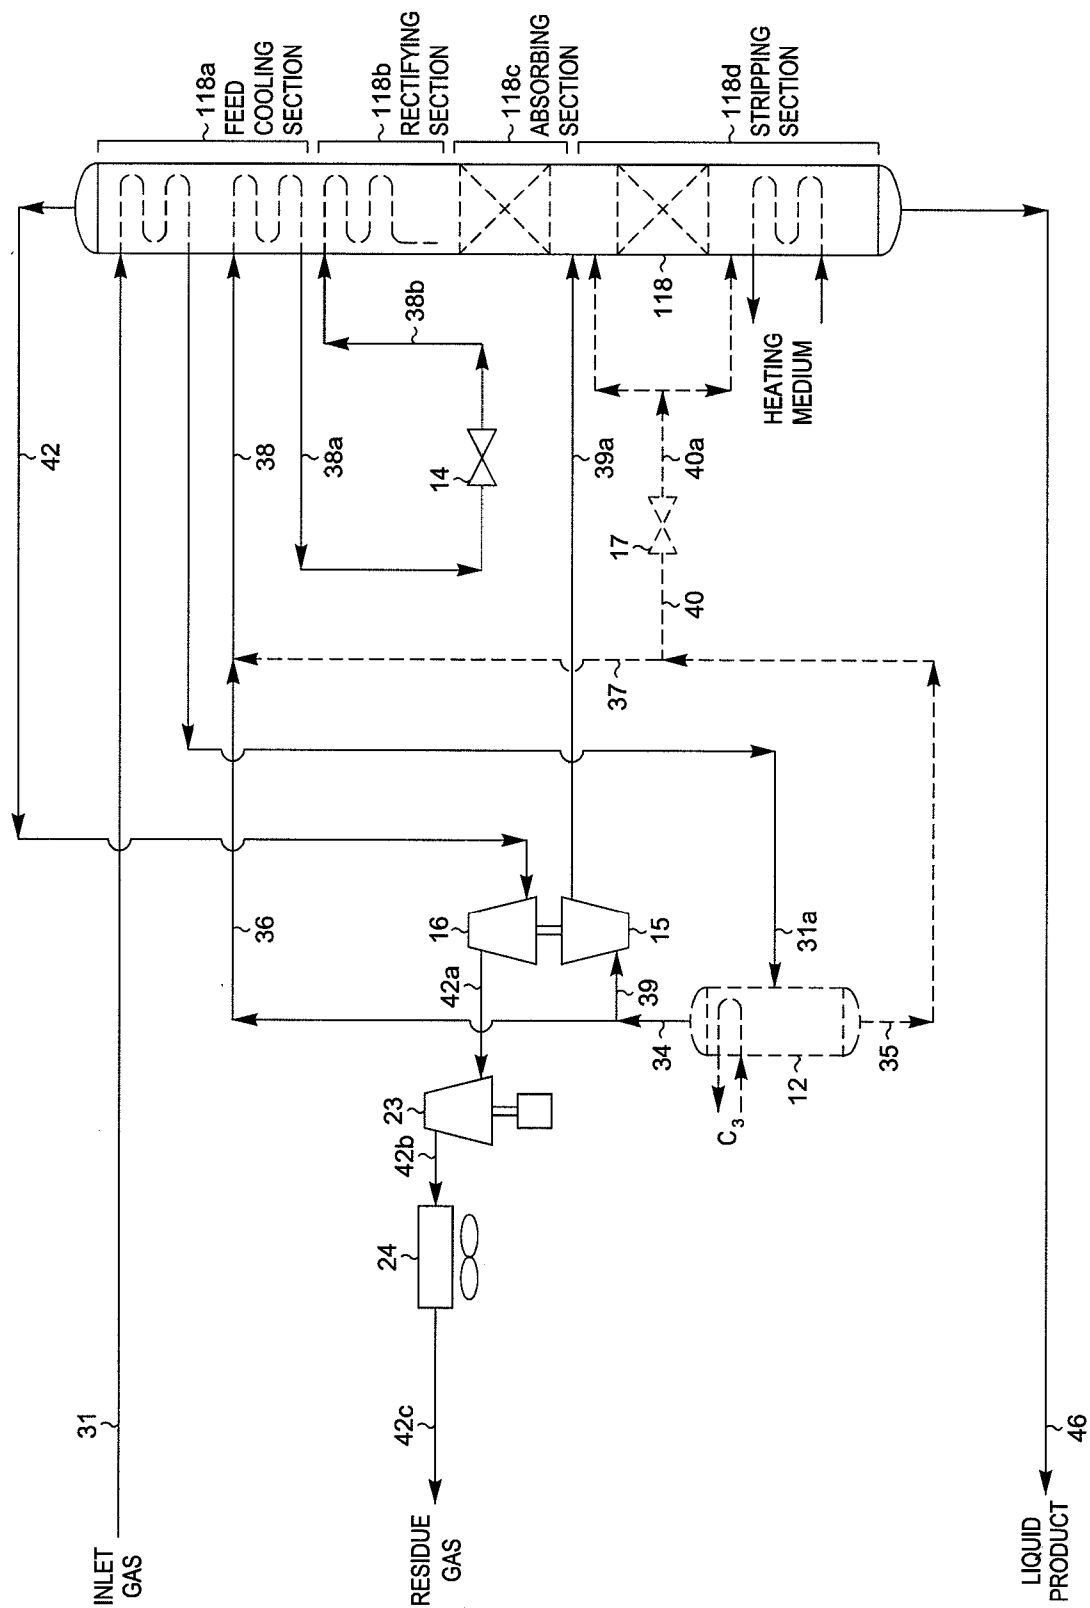 118a
FEED
COOLING
SECTION
118b
RECTIFYING
SECTION
118c
ABSORBING
SECTION
118d
STRIPPING
SECTION
42
38
38a
38b
14
39a
118
HEATING
MEDIUM
40a
17
40
37
36
16
15
42a
39
31a
34
35
12
C3
23
42b
24
42c
31
46
INLET
GAS
RESIDUE
GAS
LIQUID
PRODUCT